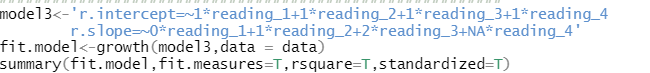 model3<-'r.intercept=~1*reading_1+1*reading_2+1*reading_3+1*reading_4
r.slope=~0*reading_1+1*reading_2+2*reading_3+NA*reading_4'
fit.model<-growth(model3,data = data)
summary(fit.model,fit.measures=T,rsquare=T,standardized=T)